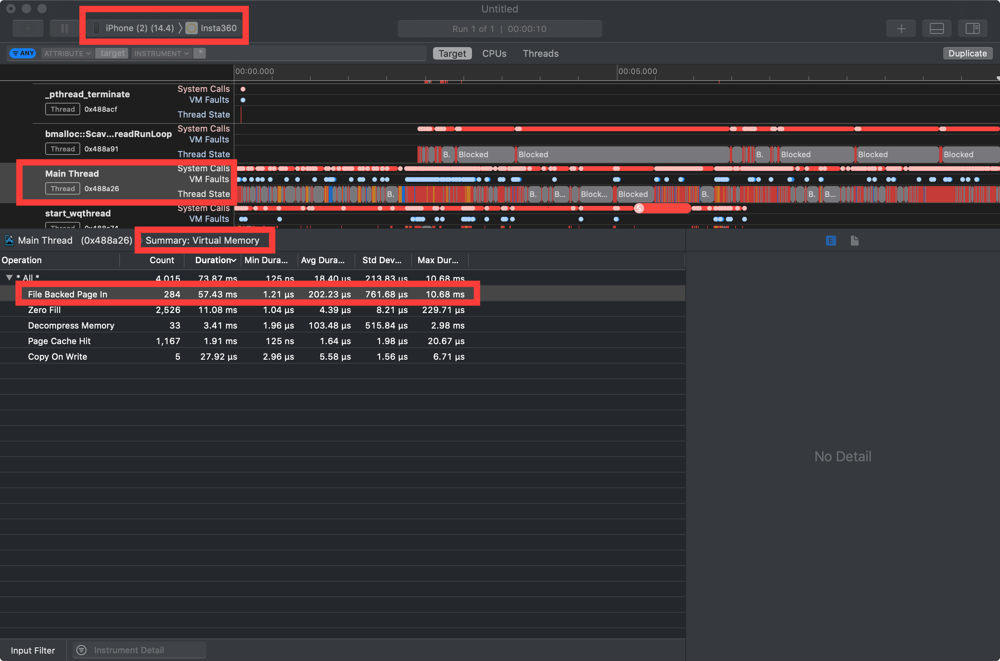 Untitled
iPhone (2) (14.4) 〉 Insta360
Run 1 of 1 | 00:00:10
ANY ATTRIBUTE target INSTRUMENT *
Target CPUs Threads
Duplicate
00:00.000 00:05.000
_pthread_terminate
Thread 0x488acf
System Calls
VM Faults
Thread State
bmalloc::Scav...readRunLoop
Thread 0x488a91
System Calls
VM Faults
Thread State
B. Blocked Blocked B. Blocked Blocked Blocked
Main Thread
Thread 0x488a26
System Calls
VM Faults
Thread State
B. B. B... Block... Blocked B. B. B...
start_wqthread
Thread 0x488a74
System Calls
VM Faults
S
Main Thread (0x488a26) 〉 Summary: Virtual Memory
E
Operation Count Duration Min Dura... Avg Dura... Std Dev... Max Dur...
* All * 4,015 73.87 ms 125 ns 18.40 µs 213.83 µs 10.68 ms
File Backed Page In 284 57.43 ms 1.21 µs 202.23 µs 761.68 µs 10.68 ms
Zero Fill 2,526 11.08 ms 1.04 µs 4.39 µs 8.21 µs 229.71 µs
Decompress Memory 33 3.41 ms 1.96 µs 103.48 µs 515.84 µs 2.98 ms
Page Cache Hit 1,167 1.91 ms 125 ns 1.64 µs 1.98 µs 20.67 µs
Copy On Write 5 27.92 µs 2.96 µs 5.58 µs 1.56 µs 6.71 µs
No Detail
Input Filter Instrument Detail